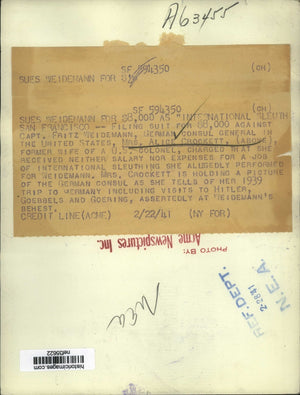 A63455
SF 594350 (OH)
SUES WEIDEMANN FOR $
SF 594350 (OH)
SUES WEIDEMANN FOR $8,000 AS "INTERNATIONAL SLEUTH"
SAN FRANCISCO -- FILING SUIT FOR $8,000 AGAINST
CAPT. FRITZ WEIDEMANN, GERMAN CONSUL GENERAL IN
THE UNITED STATES, MRS. ALICE CROCKETT, (ABOVE)
FORMER WIFE OF A U.S. COLONEL, CHARGED THAT SHE
RECEIVED NEITHER SALARY NOR EXPENSES FOR A JOB
OF INTERNATIONAL SLEUTHING SHE ALLEGEDLY PERFORMED
FOR WEIDEMANN. MRS. CROCKETT IS HOLDING A PICTURE
OF THE GERMAN CONSUL AS SHE TELLS OF HER 1939
TRIP TO GERMANY INCLUDING VISITS TO HITLER,
GOEBBELS AND GOERING, ASSERTEDLY AT WEIDEMANN'S
BEHEST.
CREDIT LINE (ACME) 2/22/41 (NY FOR)
PHOTO BY:
Acme Newspictures Inc
Nea
REF. DEPT.
N. E. A.
historicimages.com